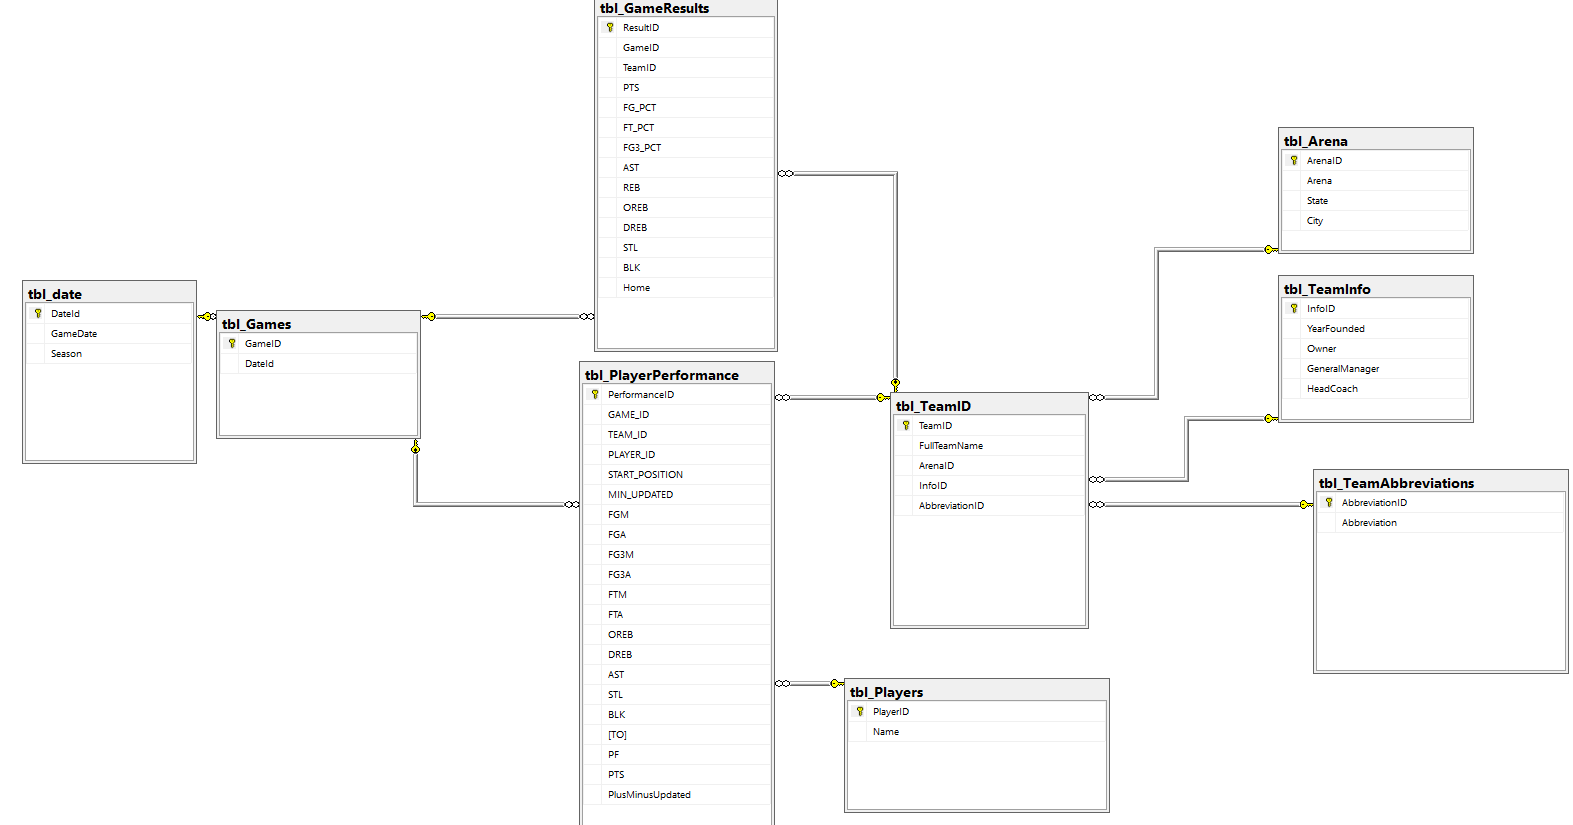 tbl_GameResults
ResultID
GameID
TeamID
PTS
FG_PCT
FT_PCT
FG3_PCT
AST
REB
OREB
DREB
STL
BLK
Home
tbl_date
DateId
GameDate
Season
tbl_Games
GameID
DateId
tbl_PlayerPerformance
PerformanceID
GAME_ID
TEAM_ID
PLAYER_ID
START_POSITION
MIN_UPDATED
FGM
FGA
FG3M
FG3A
FTM
FTA
OREB
DREB
AST
STL
BLK
[TO]
PF
PTS
PlusMinusUpdated
tbl_TeamID
TeamID
FullTeamName
ArenaID
InfoID
AbbreviationID
tbl_Players
PlayerID
Name
tbl_Arena
ArenaID
Arena
State
City
tbl_TeamInfo
InfoID
YearFounded
Owner
GeneralManager
HeadCoach
tbl_TeamAbbreviations
AbbreviationID
Abbreviation